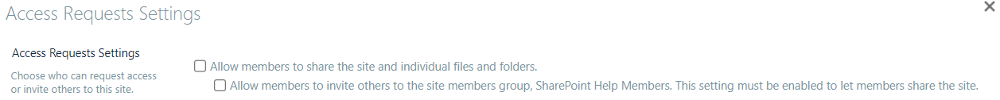 Access Requests Settings
Access Requests Settings
Choose who can request access
or invite others to this site.
Allow members to share the site and individual files and folders.
Allow members to invite others to the site members group, SharePoint Help Members. This setting must be enabled to let members share the site.